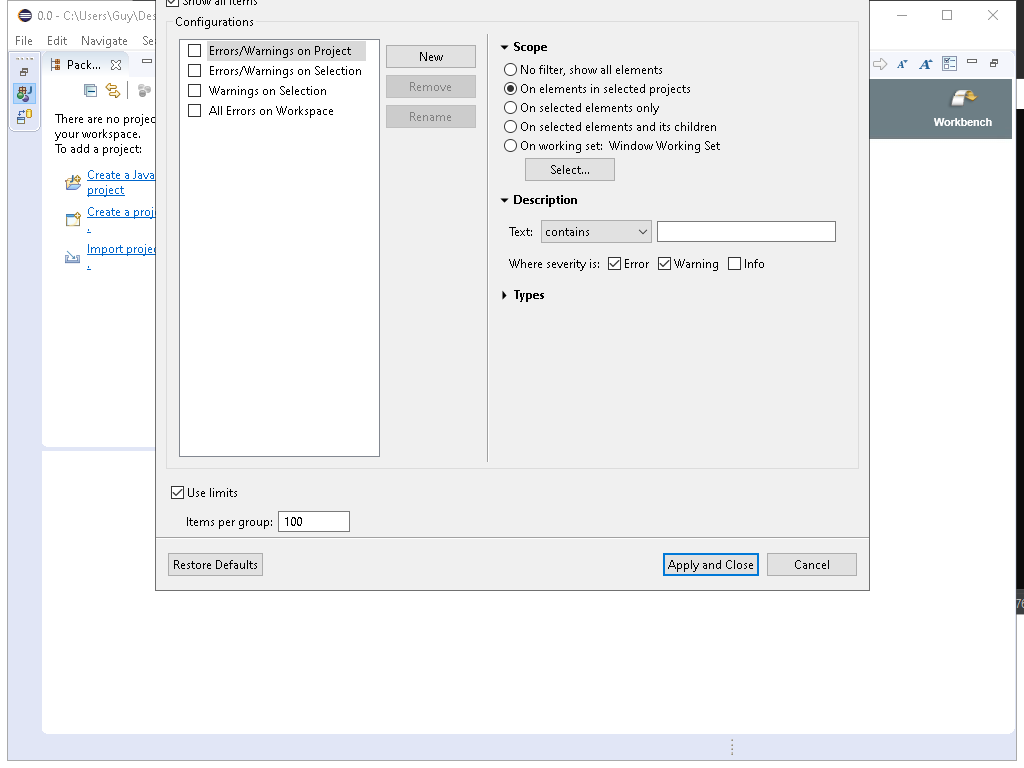 Show all items
0.0 - C:\Users\Guy\Des
Configurations
File Edit Navigate Se
Errors/Warnings on Project
Errors/Warnings on Selection
Warnings on Selection
All Errors on Workspace
New
Remove
Rename
Scope
No filter, show all elements
On elements in selected projects
On selected elements only
On selected elements and its children
On working set: Window Working Set
Select...
Description
Text: contains
Where severity is: Error Warning Info
Types
Pack...
There are no projec
your workspace.
To add a project:
Create a Java
project
Create a proj
.
Import projec
.
Workbench
Use limits
Items per group: 100
Restore Defaults
Apply and Close
Cancel
76